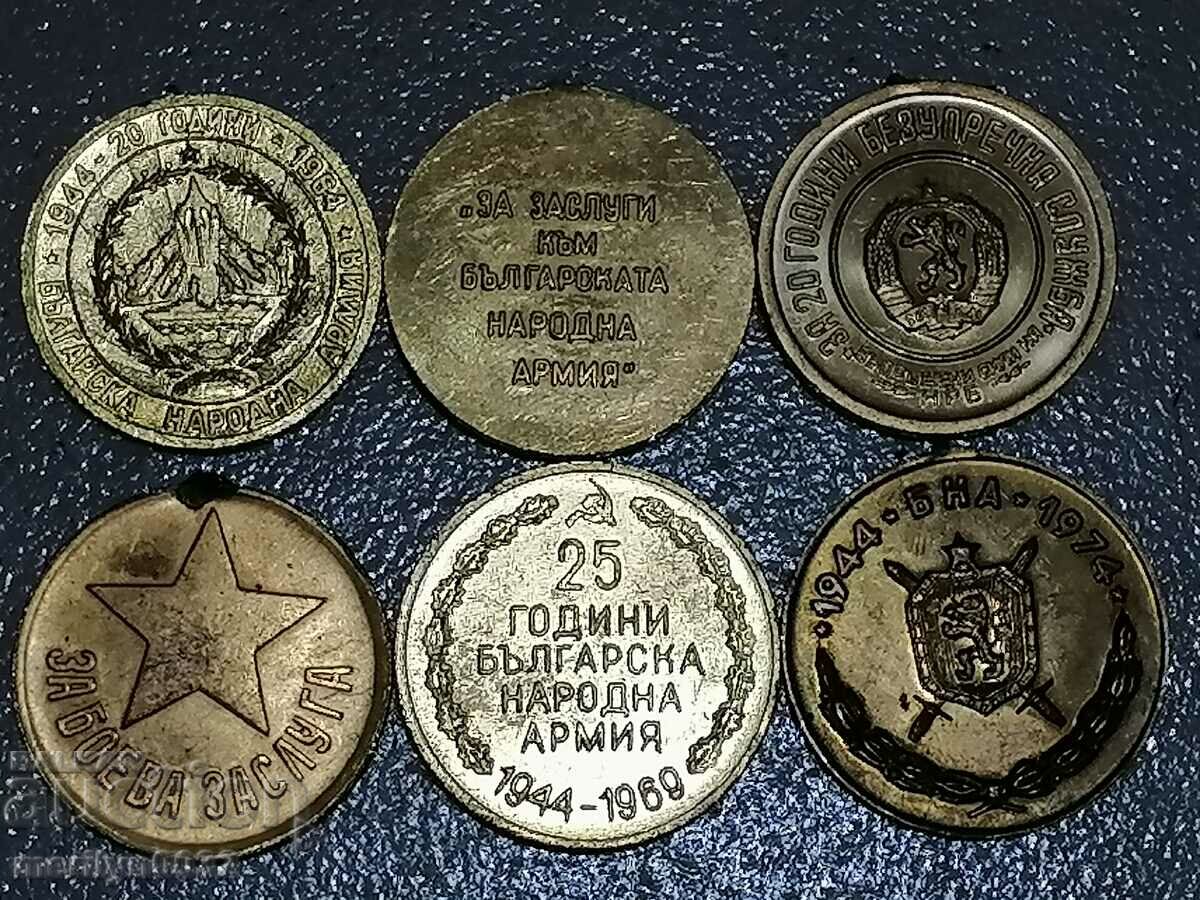 1944 - 20 ГОДИНИ - 1964
БЪЛГАРСКА НАРОДНА АРМИЯ
„ЗА ЗАСЛУГИ
КЪМ
БЪЛГАРСКАТА
НАРОДНА
АРМИЯ"
ЗА 20 ГОДИНИ БЕЗУПРЕЧНА СЛУЖБА
НРБ
ЗА БОЕВА ЗАСЛУГА
25
ГОДИНИ
БЪЛГАРСКА
НАРОДНА
АРМИЯ
1944-1969
1944 • БНА • 1974